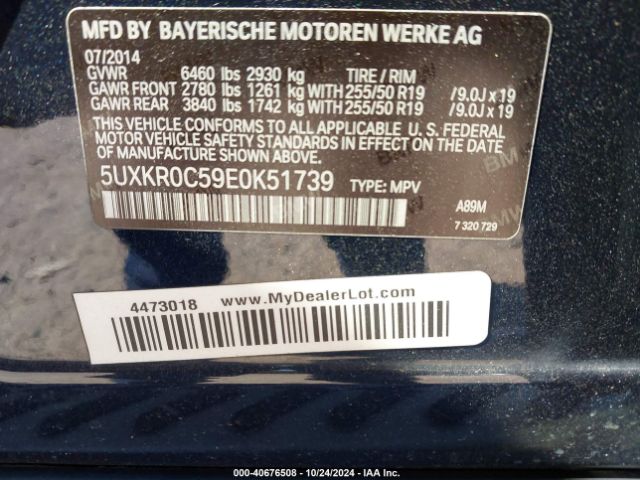 MFD BY BAYERISCHE MOTOREN WERKE AG
07/2014
GVWR 6460 lbs 2930 kg TIRE / RIM
GAWR FRONT 2780 lbs 1261 kg WITH 255/50 R19 / 9.0J x 19
GAWR REAR 3840 lbs 1742 kg WITH 255/50 R19 / 9.0J x 19
THIS VEHICLE CONFORMS TO ALL APPLICABLE U. S. FEDERAL
MOTOR VEHICLE SAFETY STANDARDS IN EFFECT ON THE DATE
OF MANUFACTURE SHOWN ABOVE.
5UXKR0C59E0K51739 TYPE: MPV
A89M
7 320 729
4473018 www.MyDealerLot.com
000-40676508 - 10/24/2024 - IAA Inc.